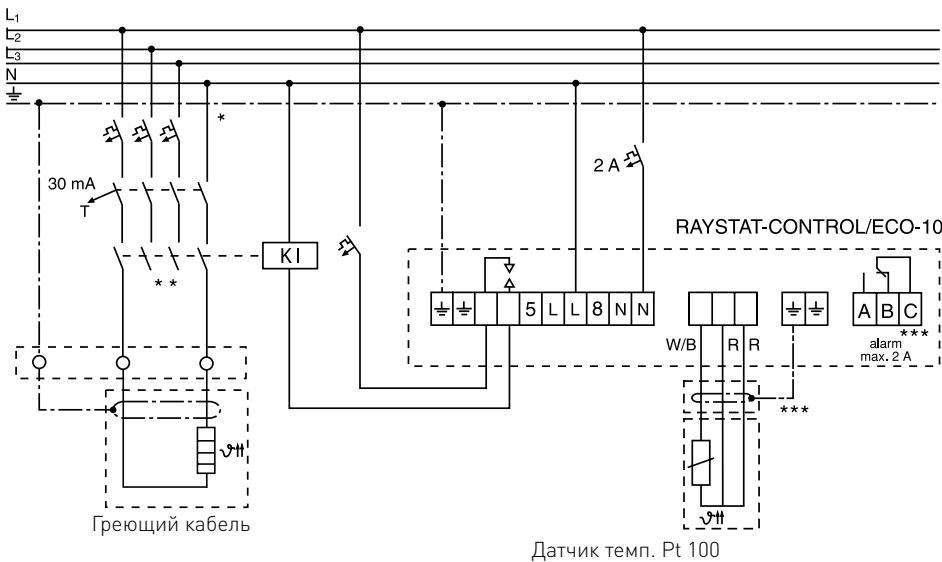 L1
L2
L3
N
*
30 mA
T
2 A
RAYSTAT-CONTROL/ECO-10
KI
* *
5 L L 8 N N
A B C
W/B R R
***
alarm
max. 2 A
***
Греющий кабель
Датчик темп. Pt 100